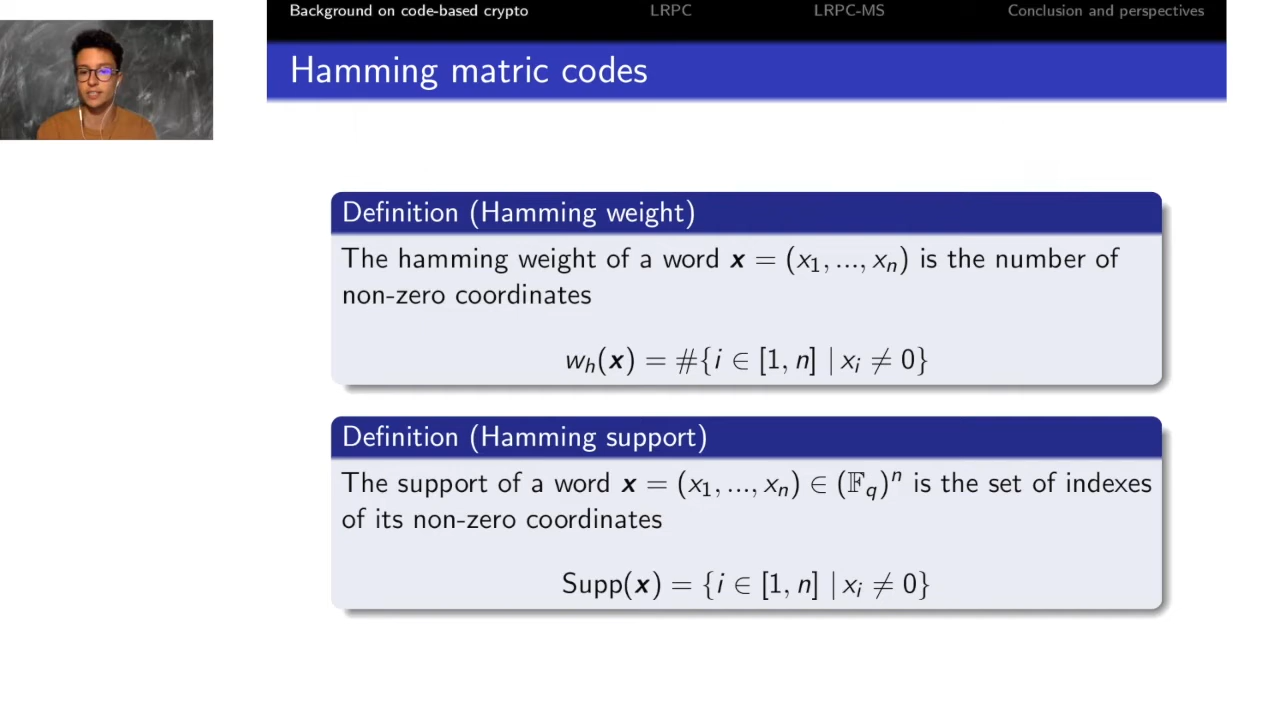 Background on code-based crypto LRPC LRPC-MS Conclusion and perspectives
Hamming matric codes
Definition (Hamming weight)
The hamming weight of a word x = (x₁, ..., xₙ) is the number of
non-zero coordinates
wₕ(x) = #{i ∈ [1, n] | xᵢ ≠ 0}
Definition (Hamming support)
The support of a word x = (x₁, ..., xₙ) ∈ (𝔽_q)ⁿ is the set of indexes
of its non-zero coordinates
Supp(x) = {i ∈ [1, n] | xᵢ ≠ 0}